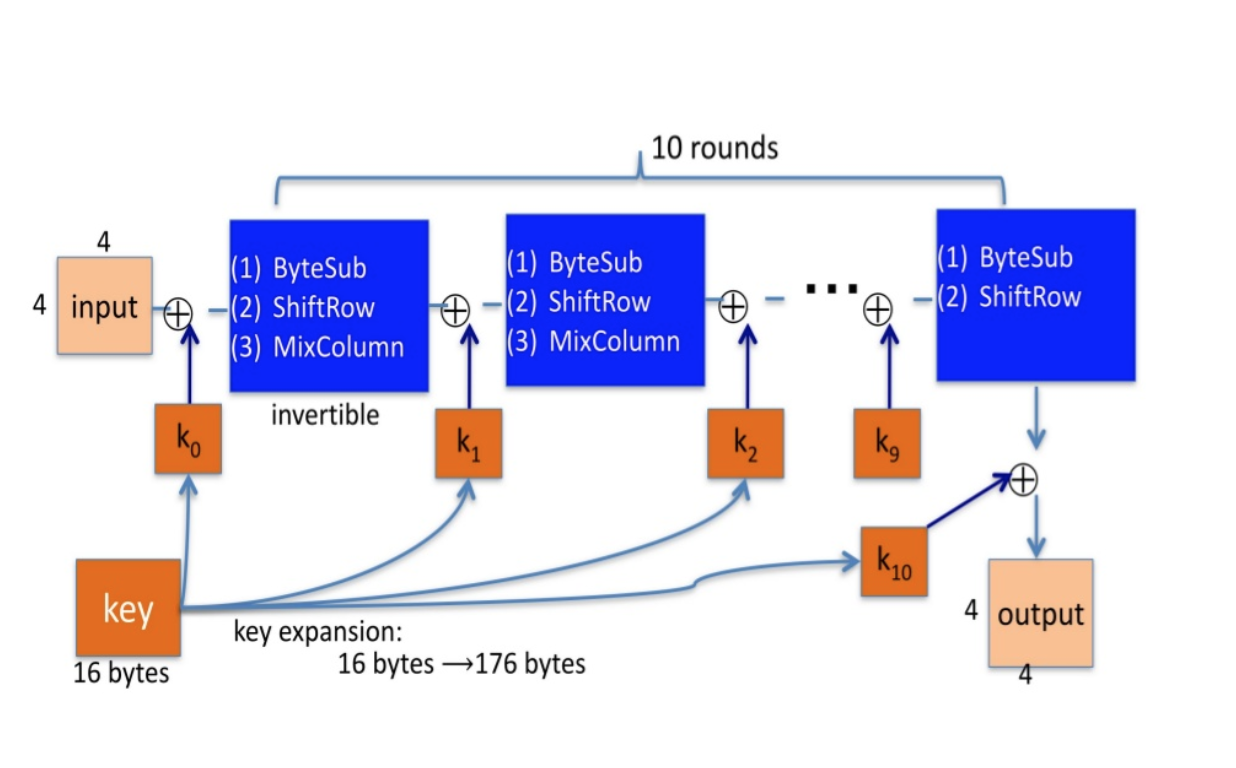 10 rounds
4
4
input
⊕
(1) ByteSub
(2) ShiftRow
(3) MixColumn
invertible
⊕
(1) ByteSub
(2) ShiftRow
(3) MixColumn
⊕
...
⊕
(1) ByteSub
(2) ShiftRow
k₀
k₁
k₂
k₉
⊕
k₁₀
key
16 bytes
key expansion:
16 bytes →176 bytes
4
output
4